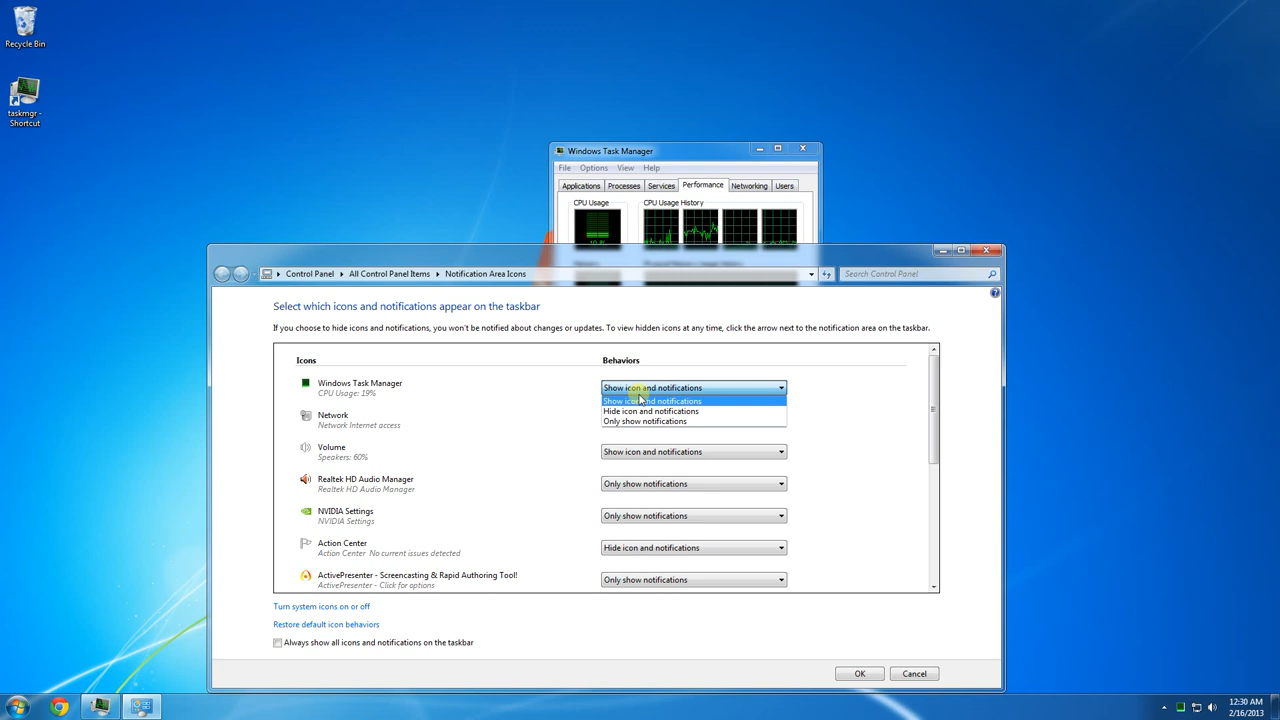 Recycle Bin
taskmgr -
Shortcut
Windows Task Manager
File Options View Help
Applications Processes Services Performance Networking Users
CPU Usage CPU Usage History
Control Panel All Control Panel Items Notification Area Icons Search Control Panel
Select which icons and notifications appear on the taskbar
If you choose to hide icons and notifications, you won't be notified about changes or updates. To view hidden icons at any time, click the arrow next to the notification area on the taskbar.
Icons Behaviors
Windows Task Manager
CPU Usage: 19%
Show icon and notifications
Show icon and notifications
Hide icon and notifications
Only show notifications
Network
Network Internet access
Volume
Speakers: 60%
Show icon and notifications
Realtek HD Audio Manager
Realtek HD Audio Manager
Only show notifications
NVIDIA Settings
NVIDIA Settings
Only show notifications
Action Center
Action Center No current issues detected
Hide icon and notifications
ActivePresenter - Screencasting & Rapid Authoring Tool!
ActivePresenter - Click for options
Only show notifications
Turn system icons on or off
Restore default icon behaviors
Always show all icons and notifications on the taskbar
OK Cancel
12:30 AM
2/16/2013